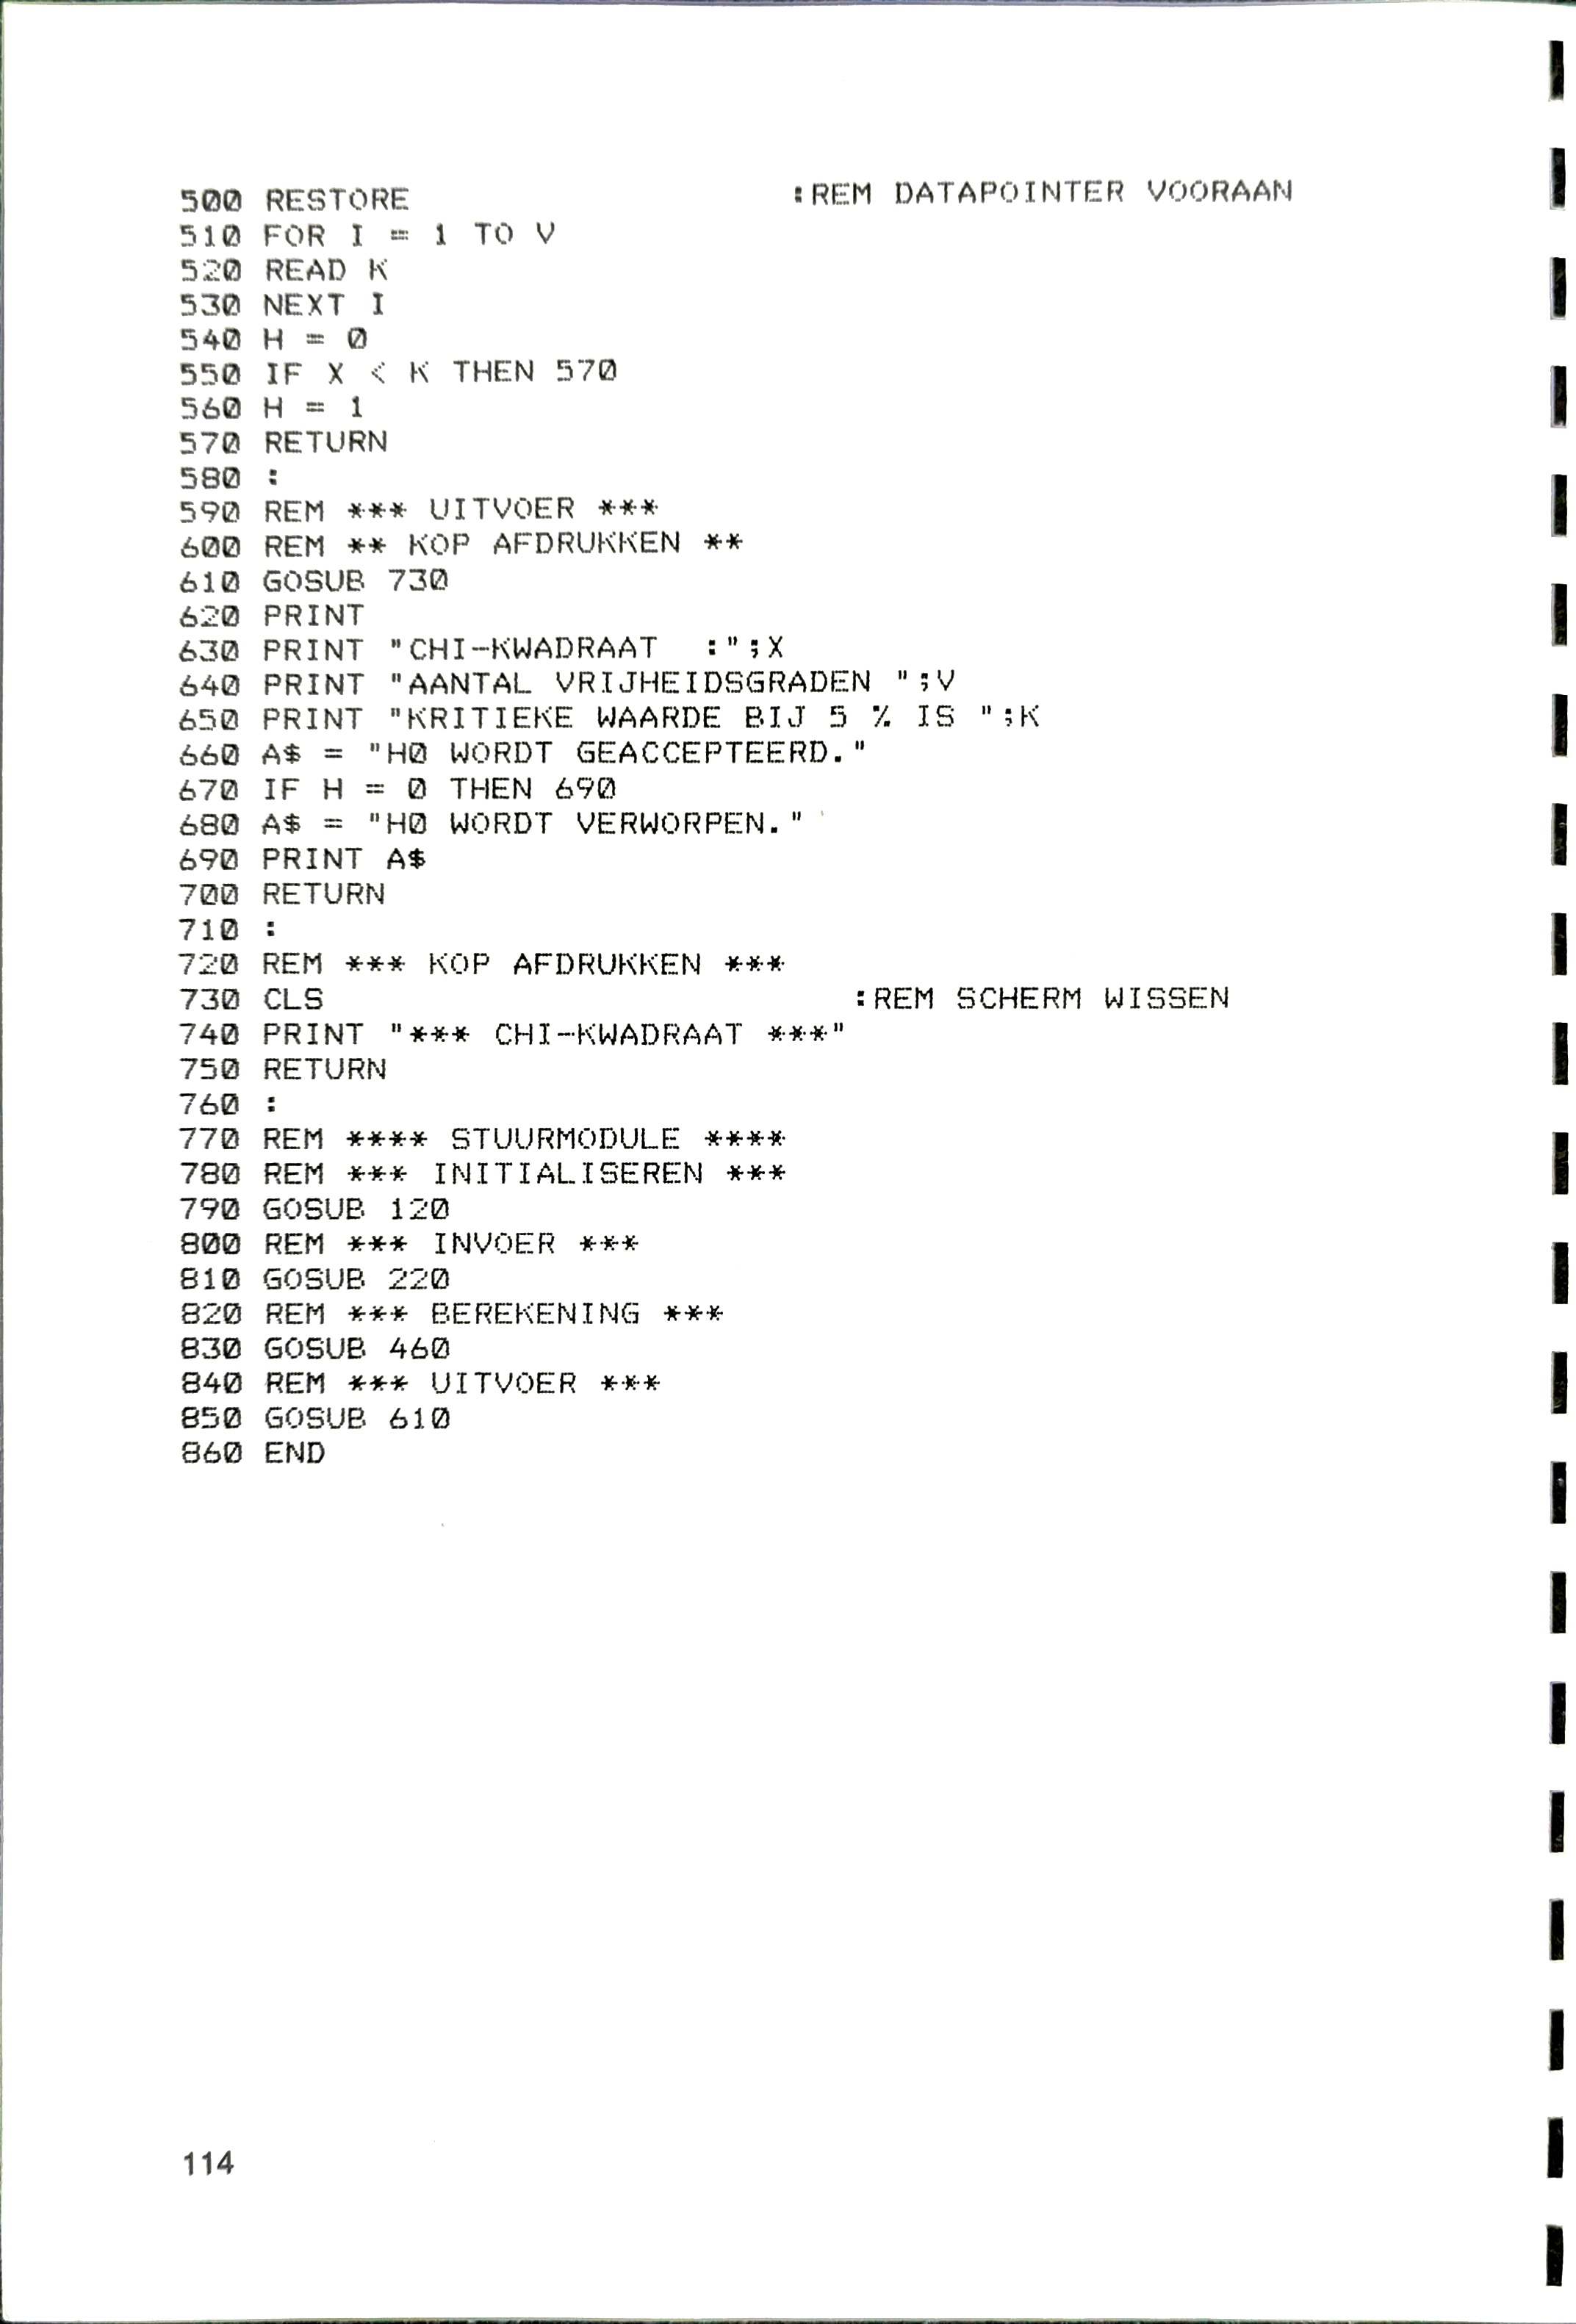 500 RESTORE                  :REM DATAPOINTER VOORAAN
510 FOR I = 1 TO V
520 READ K
530 NEXT I
540 H = 0
550 IF X < K THEN 570
560 H = 1
570 RETURN
580 :
590 REM *** UITVOER ***
600 REM ** KOP AFDRUKKEN **
610 GOSUB 730
620 PRINT
630 PRINT "CHI-KWADRAAT  :";X
640 PRINT "AANTAL VRIJHEIDSGRADEN ";V
650 PRINT "KRITIEKE WAARDE BIJ 5 % IS ";K
660 A$ = "H0 WORDT GEACCEPTEERD."
670 IF H = 0 THEN 690
680 A$ = "H0 WORDT VERWORPEN."
690 PRINT A$
700 RETURN
710 :
720 REM *** KOP AFDRUKKEN ***
730 CLS                         :REM SCHERM WISSEN
740 PRINT "*** CHI-KWADRAAT ***"
750 RETURN
760 :
770 REM **** STUURMODULE ****
780 REM *** INITIALISEREN ***
790 GOSUB 120
800 REM *** INVOER ***
810 GOSUB 220
820 REM *** BEREKENING ***
830 GOSUB 460
840 REM *** UITVOER ***
850 GOSUB 610
860 END
114